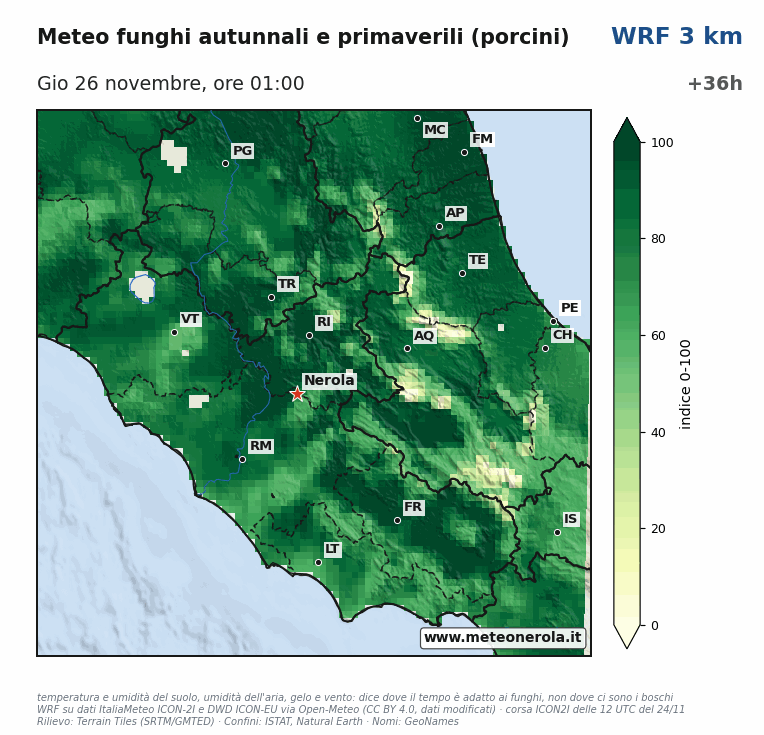 Meteo funghi autunnali e primaverili (porcini)
WRF 3 km
Gio 26 novembre, ore 01:00
+36h
MC
FM
PG
AP
TE
TR
PE
VT
RI
AQ
CH
Nerola
RM
FR
IS
LT
www.meteonerola.it
100
80
60
40
20
0
indice 0-100
temperatura e umidità del suolo, umidità dell'aria, gelo e vento: dice dove il tempo è adatto ai funghi, non dove ci sono i boschi
WRF su dati ItaliaMeteo ICON-2I e DWD ICON-EU via Open-Meteo (CC BY 4.0, dati modificati) · corsa ICON2I delle 12 UTC del 24/11
Rilievo: Terrain Tiles (SRTM/GMTED) · Confini: ISTAT, Natural Earth · Nomi: GeoNames